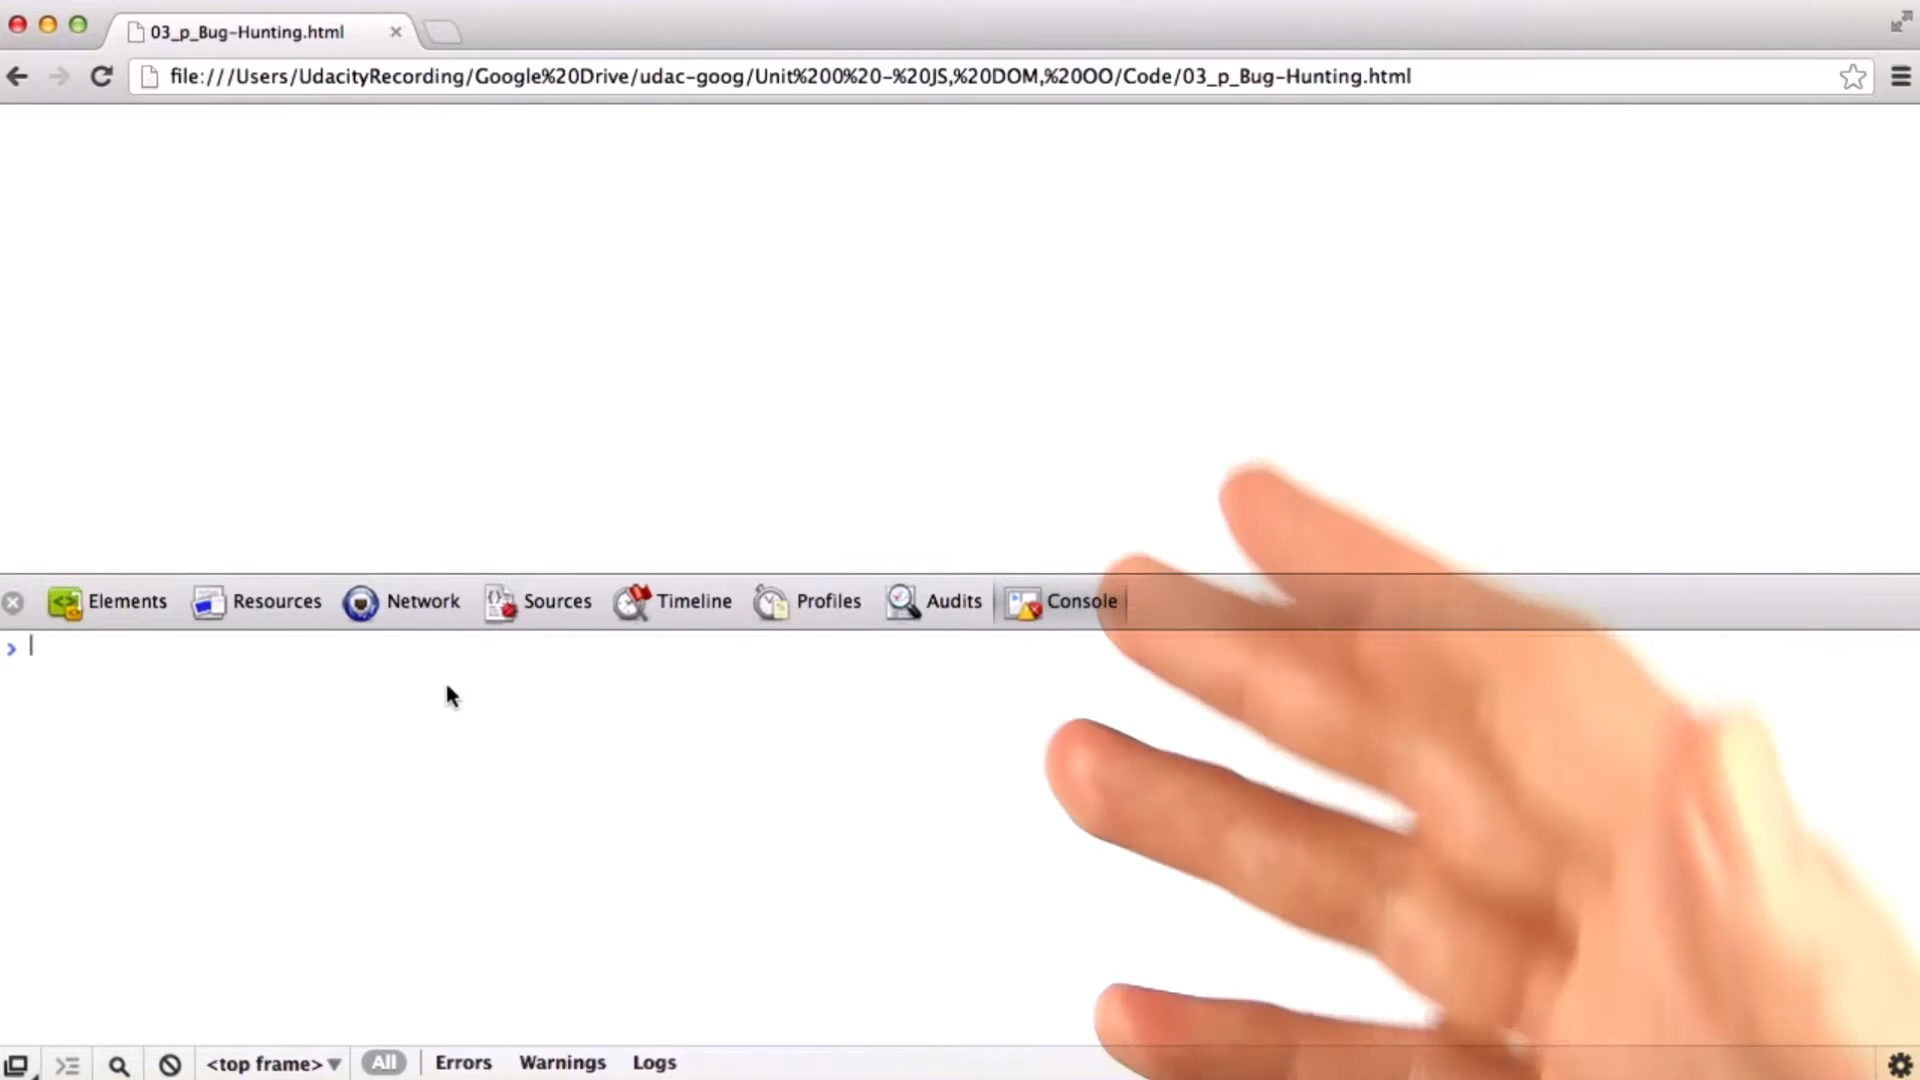 03_p_Bug-Hunting.html
file:///Users/UdacityRecording/Google%20Drive/udac-goog/Unit%200%20-%20JS,%20DOM,%20OO/Code/03_p_Bug-Hunting.html
Elements Resources Network Sources Timeline Profiles Audits Console
<top frame> All Errors Warnings Logs